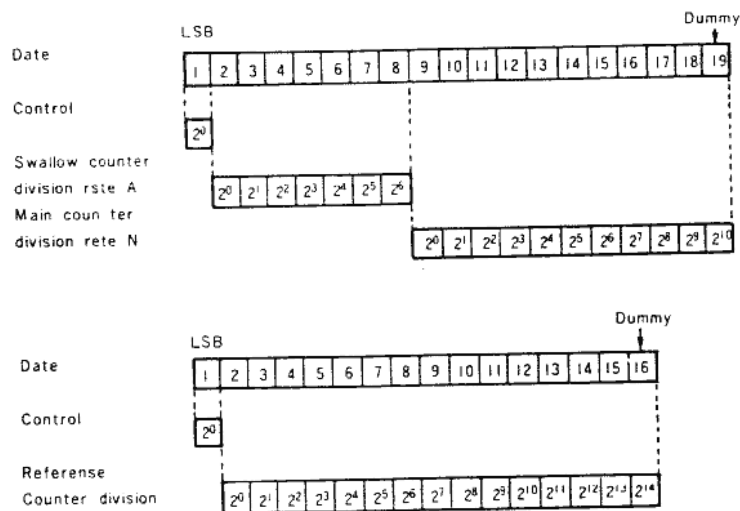 Dummy
LSB
Date
1 2 3 4 5 6 7 8 9 10 11 12 13 14 15 16 17 18 19
Control
2⁰
Swallow counter
division rste A
2⁰ 2¹ 2² 2³ 2⁴ 2⁵ 2⁶
Main coun ter
division rete N
2⁰ 2¹ 2² 2³ 2⁴ 2⁵ 2⁶ 2⁷ 2⁸ 2⁹ 2¹⁰
Dummy
LSB
Date
1 2 3 4 5 6 7 8 9 10 11 12 13 14 15 16
Control
2⁰
Referense
Counter division
2⁰ 2¹ 2² 2³ 2⁴ 2⁵ 2⁶ 2⁷ 2⁸ 2⁹ 2¹⁰ 2¹¹ 2¹² 2¹³ 2¹⁴